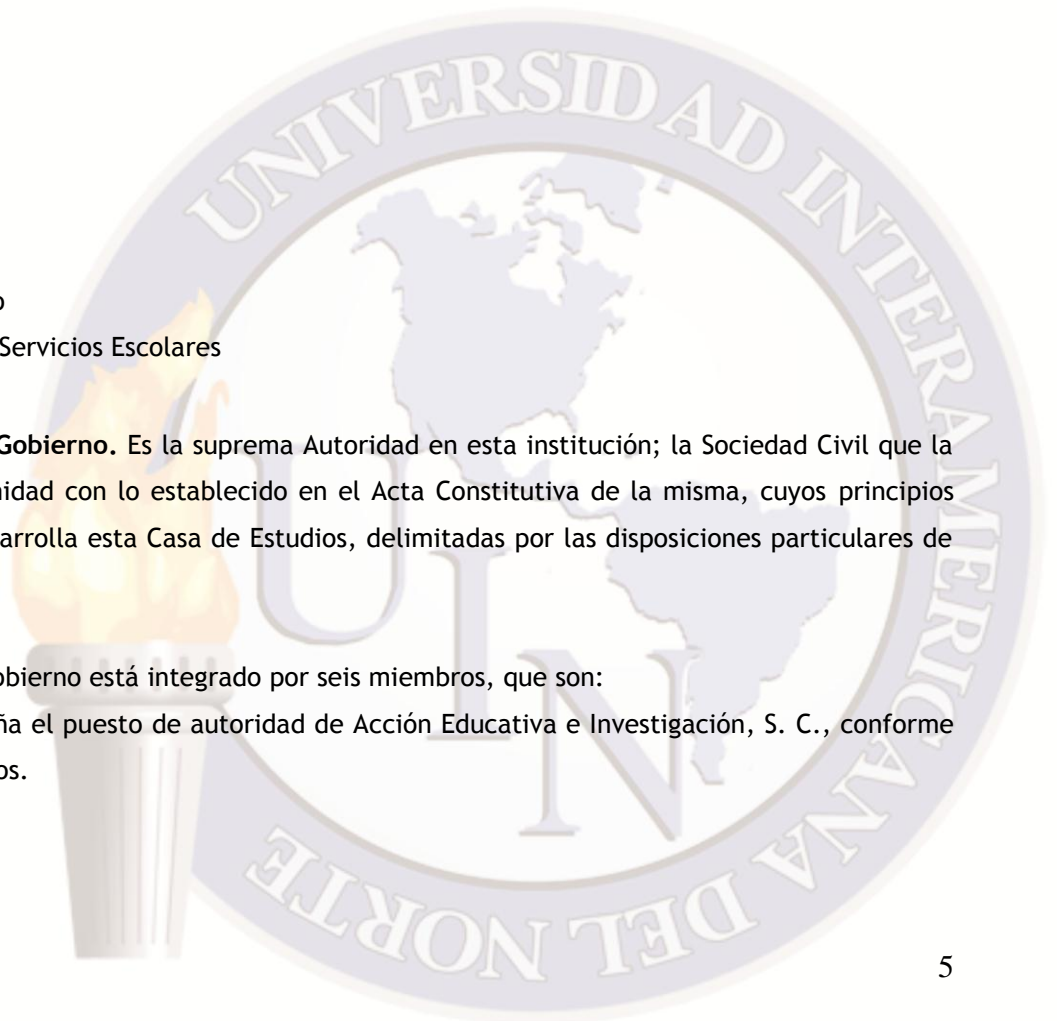 UNIVERSIDAD INTERAMERICANA DEL NORTE
UIN
o
Servicios Escolares
Gobierno. Es la suprema Autoridad en esta institución; la Sociedad Civil que la
nidad con lo establecido en el Acta Constitutiva de la misma, cuyos principios
arrolla esta Casa de Estudios, delimitadas por las disposiciones particulares de
obierno está integrado por seis miembros, que son:
ña el puesto de autoridad de Acción Educativa e Investigación, S. C., conforme
os.
5